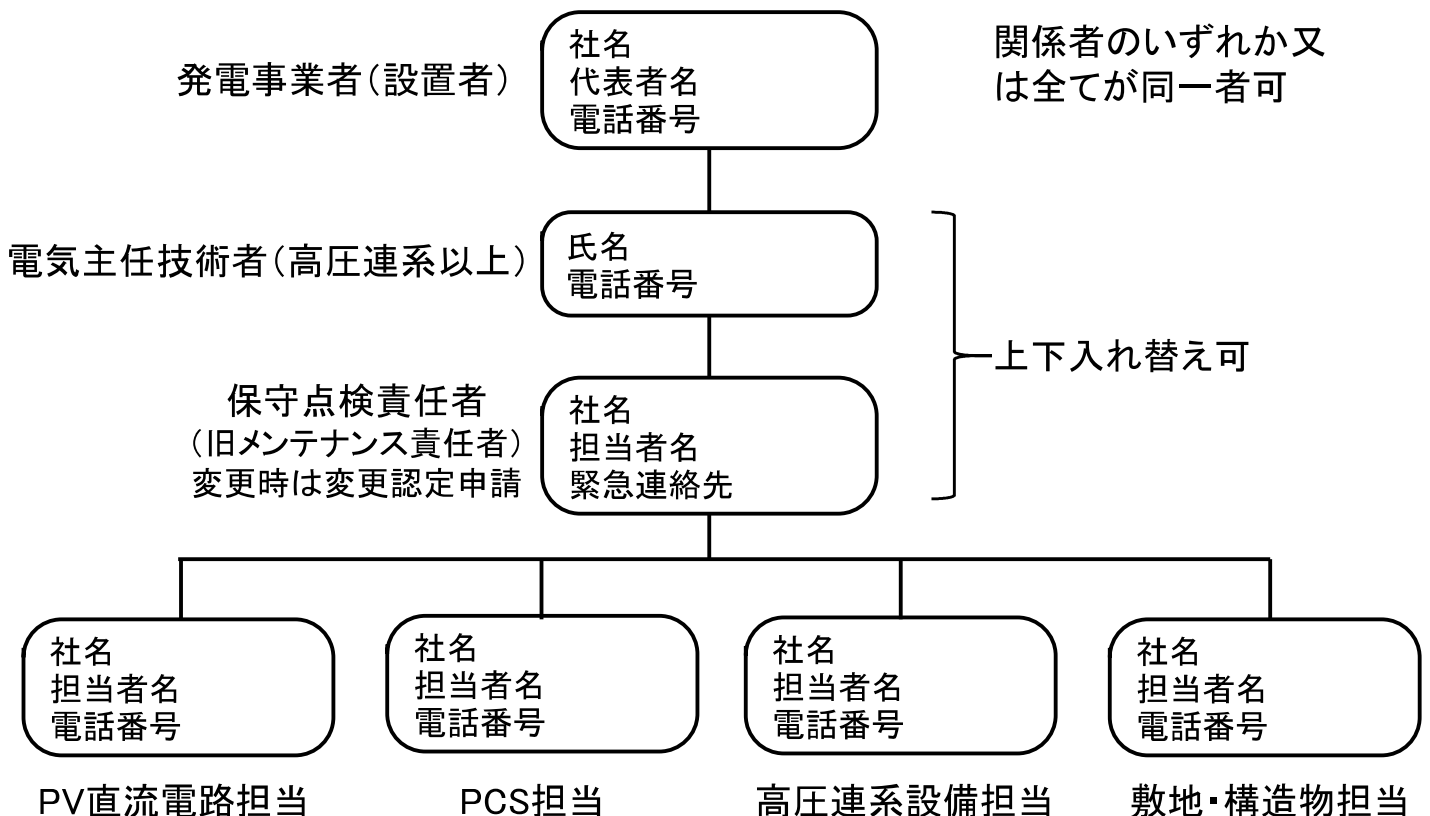 社名
代表者名
電話番号
発電事業者（設置者）
関係者のいずれか又
は全てが同一者可
電気主任技術者（高圧連系以上）
氏名
電話番号
上下入れ替え可
保守点検責任者
（旧メンテナンス責任者）
変更時は変更認定申請
社名
担当者名
緊急連絡先
社名
担当者名
電話番号
PV直流電路担当
社名
担当者名
電話番号
PCS担当
社名
担当者名
電話番号
高圧連系設備担当
社名
担当者名
電話番号
敷地・構造物担当